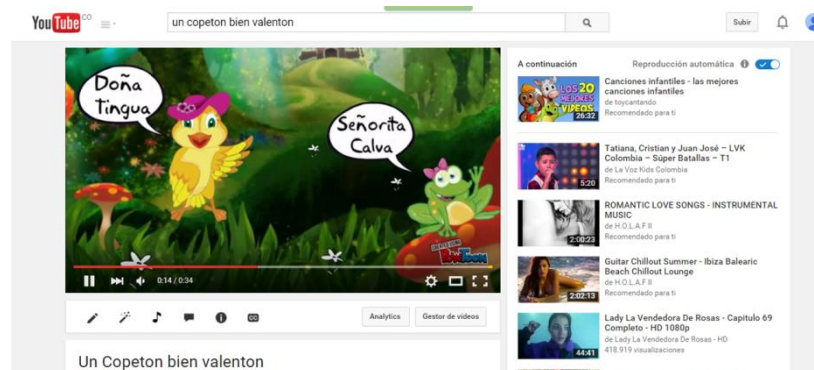 YouTube CO
un copeton bien valenton
Subir
Doña
Tingua
Señorita
Calva
POWTOON
0:14 / 0:34
Analytics
Gestor de vídeos
Un Copeton bien valenton
A continuación
Reproducción automática
LOS 20
MEJORES
VIDEOS
26:32
Canciones infantiles - las mejores
canciones infantiles
de toycantando
Recomendado para ti
5:20
Tatiana, Cristian y Juan José – LVK
Colombia – Súper Batallas – T1
de La Voz Kids Colombia
Recomendado para ti
2:00:23
ROMANTIC LOVE SONGS - INSTRUMENTAL
MUSIC
de H.O.L.A.F II
Recomendado para ti
2:02:13
Guitar Chillout Summer - Ibiza Balearic
Beach Chillout Lounge
de H.O.L.A.F II
Recomendado para ti
44:41
Lady La Vendedora De Rosas - Capitulo 69
Completo - HD 1080p
de Lady La Vendedora De Rosas - HD
418.919 visualizaciones